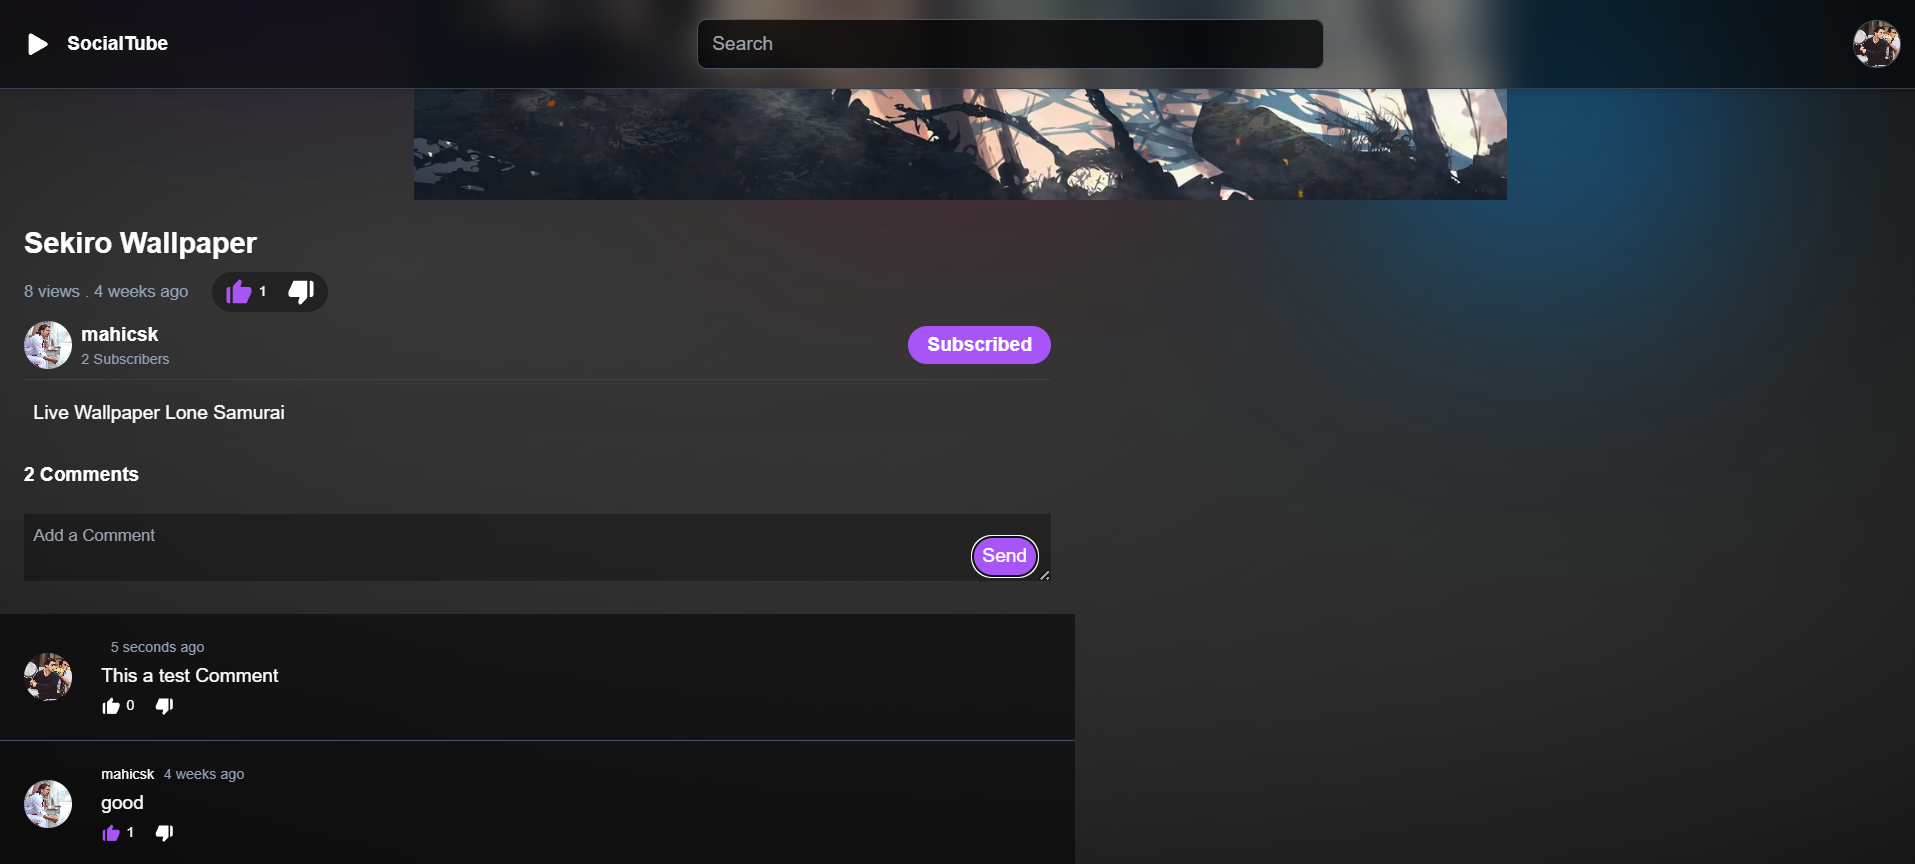 SocialTube
Search
Sekiro Wallpaper
8 views . 4 weeks ago
1
mahicsk
2 Subscribers
Subscribed
Live Wallpaper Lone Samurai
2 Comments
Add a Comment
Send
5 seconds ago
This a test Comment
0
mahicsk 4 weeks ago
good
1